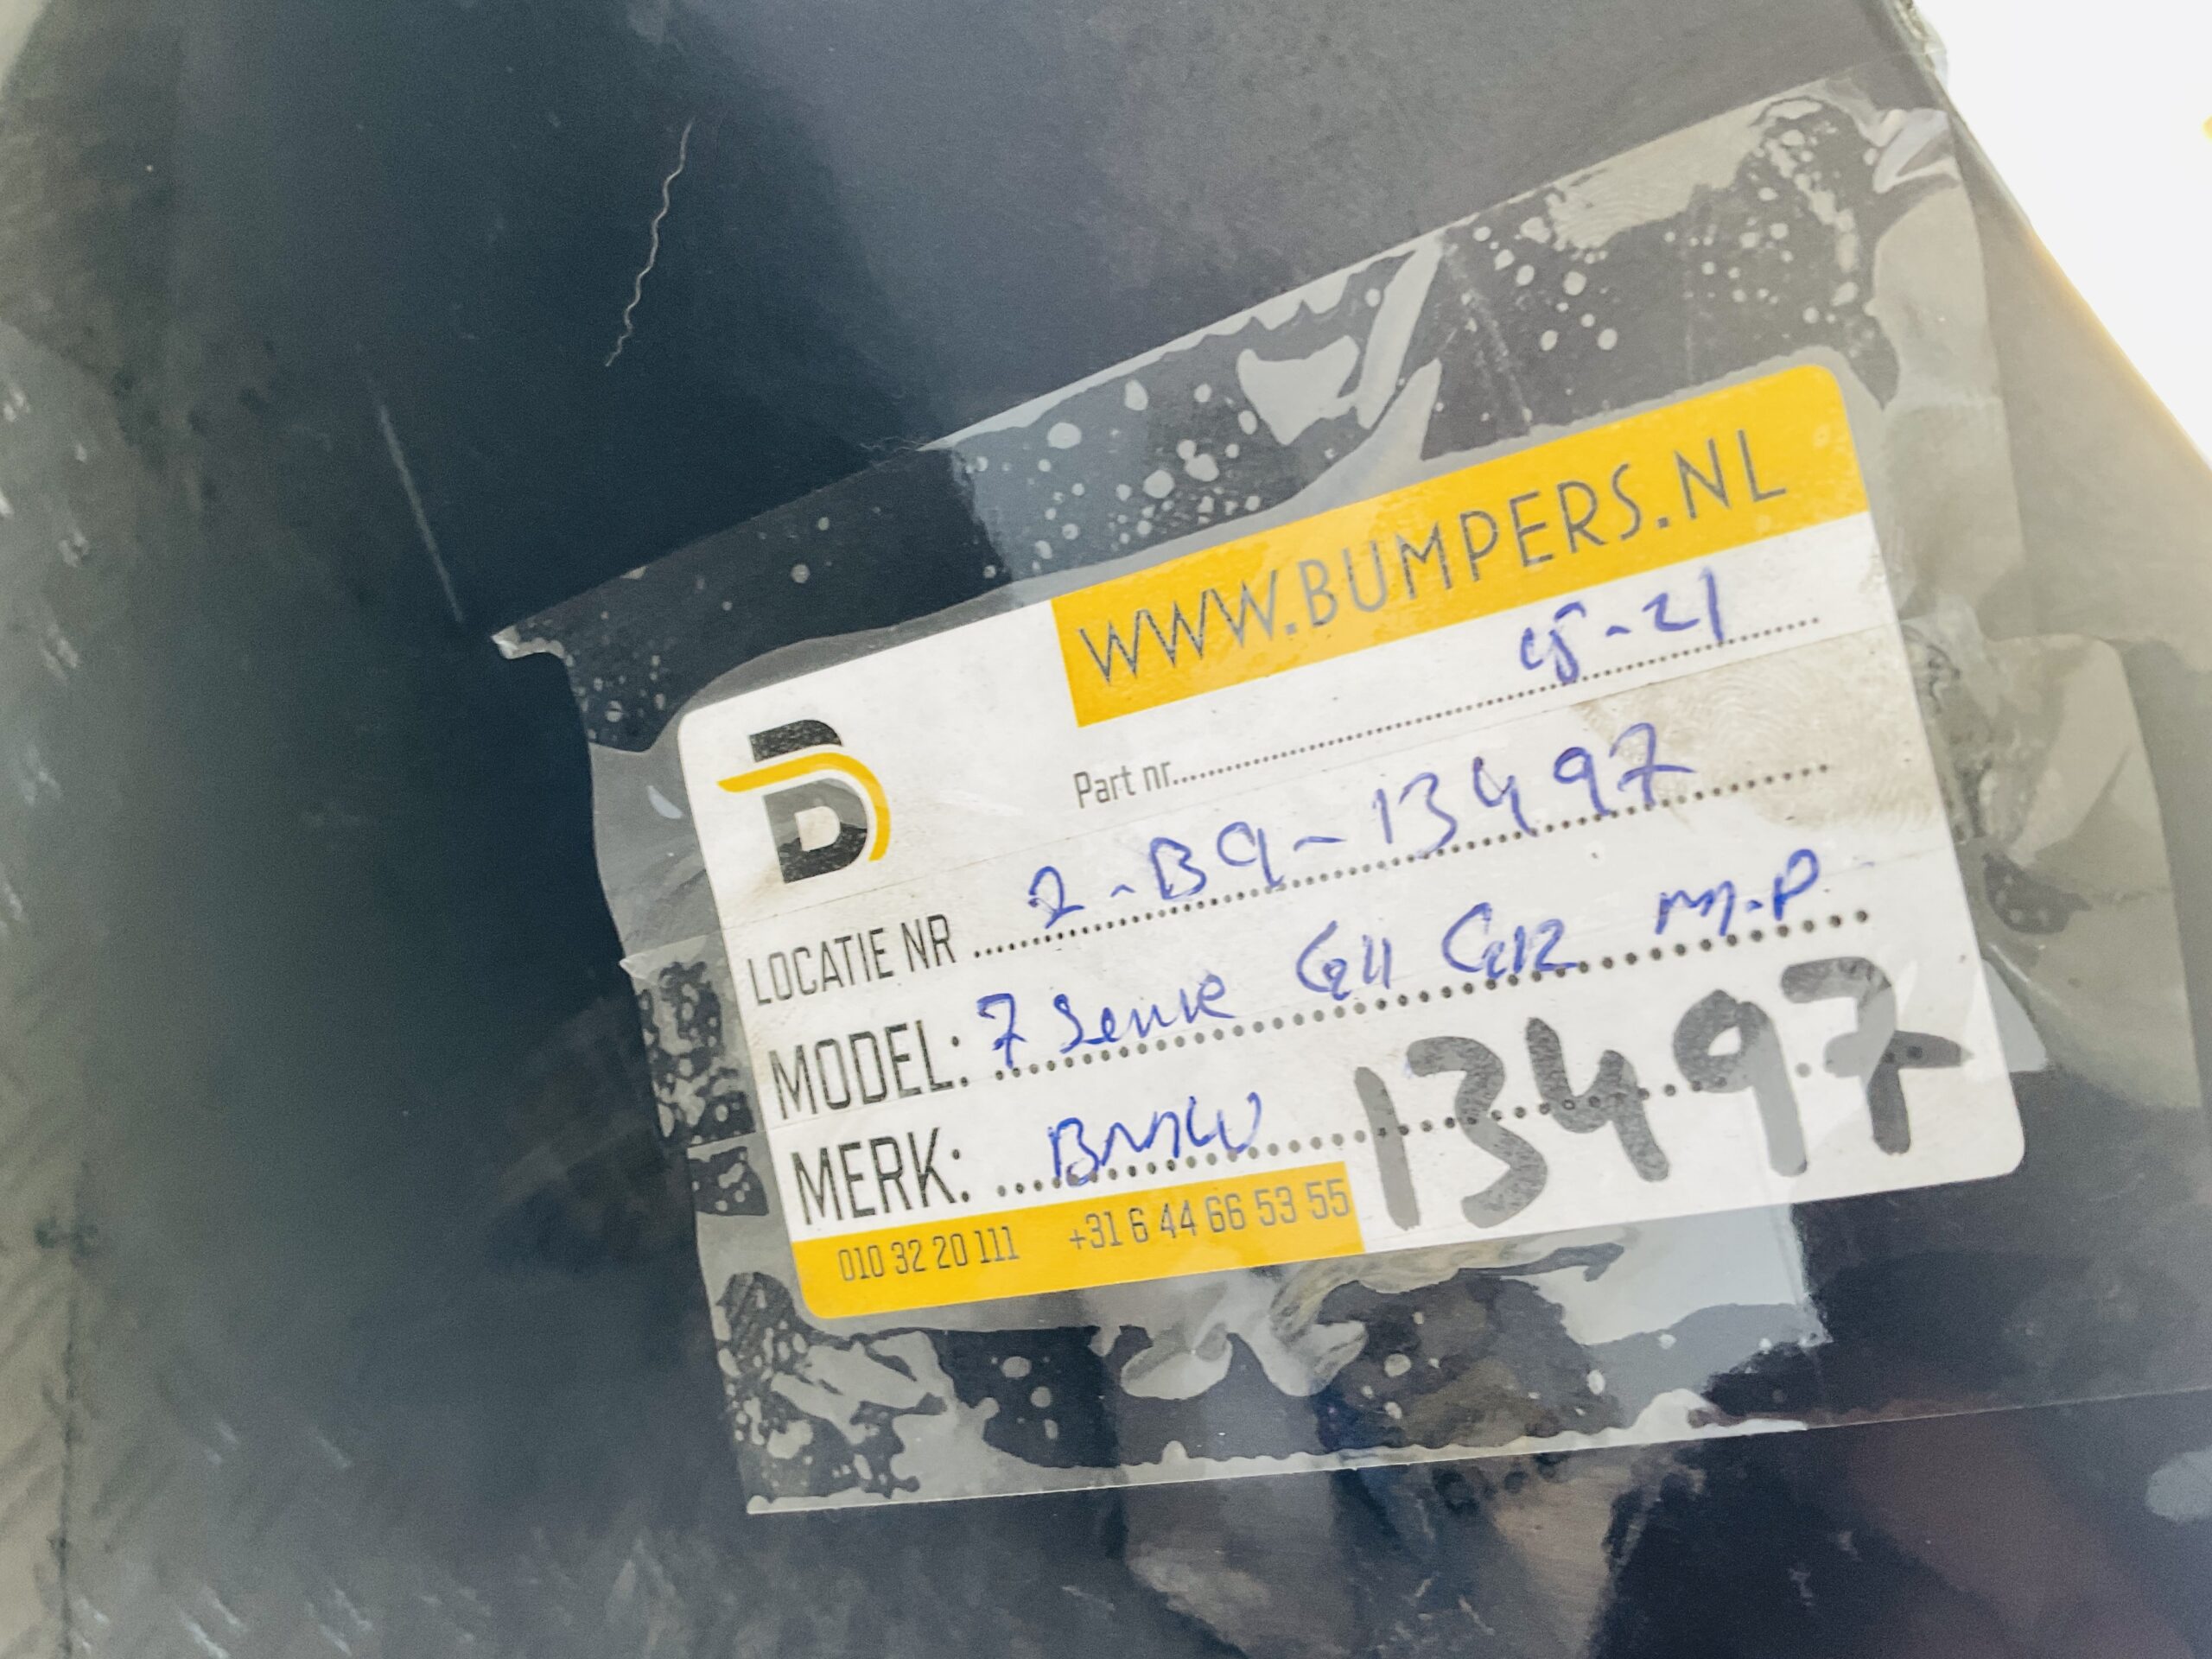 WWW.BUMPERS.NL
Part nr. -21
LOCATIE NR 2-B9-13497
MODEL: 7 Serie G11 G12 M.P.
MERK: BMW 13497
010 32 20 111 +31 6 44 66 53 55